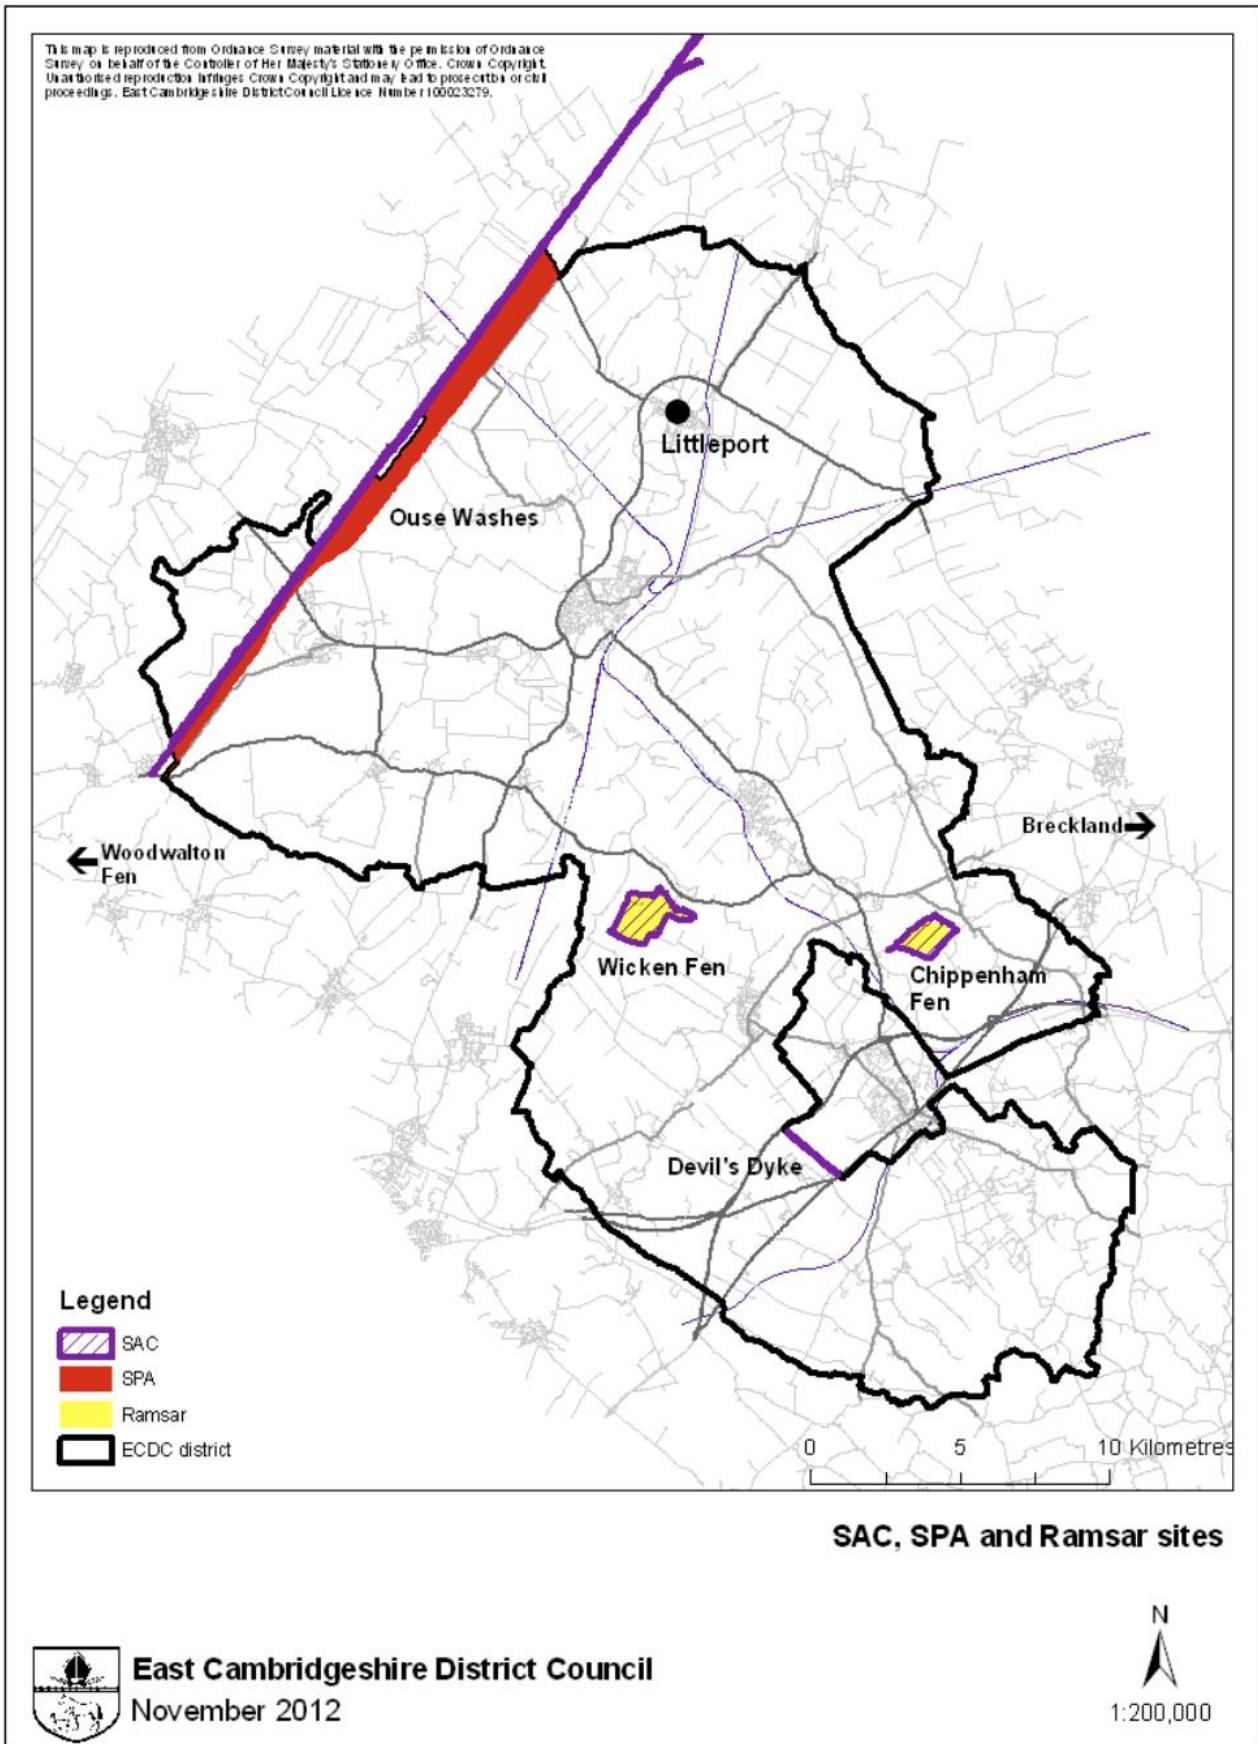 This map is reproduced from Ordnance Survey material with the permission of Ordnance
Survey on behalf of the Controller of Her Majesty's Stationery Office. Crown Copyright.
Unauthorised reproduction infringes Crown Copyright and may lead to prosecution or civil
proceedings. East Cambridgeshire District Council Licence Number 100023279.
Littleport
Ouse Washes
Breckland
Woodwalton
Fen
Wicken Fen
Chippenham
Fen
Devil's Dyke
Legend
SAC
SPA
Ramsar
ECDC district
0 5 10 Kilometres
SAC, SPA and Ramsar sites
N
East Cambridgeshire District Council
November 2012
1:200,000